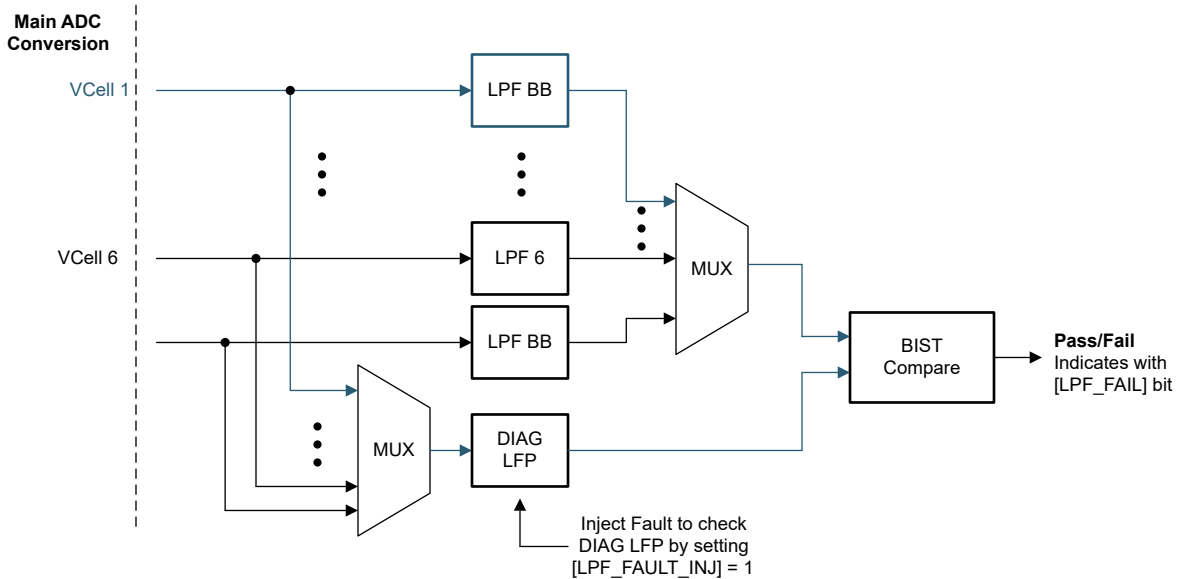 Main ADC
Conversion
VCell 1
LPF BB
VCell 6
LPF 6
MUX
LPF BB
BIST
Compare
Pass/Fail
Indicates with
[LPF_FAIL] bit
MUX
DIAG
LFP
Inject Fault to check
DIAG LFP by setting
[LPF_FAULT_INJ] = 1